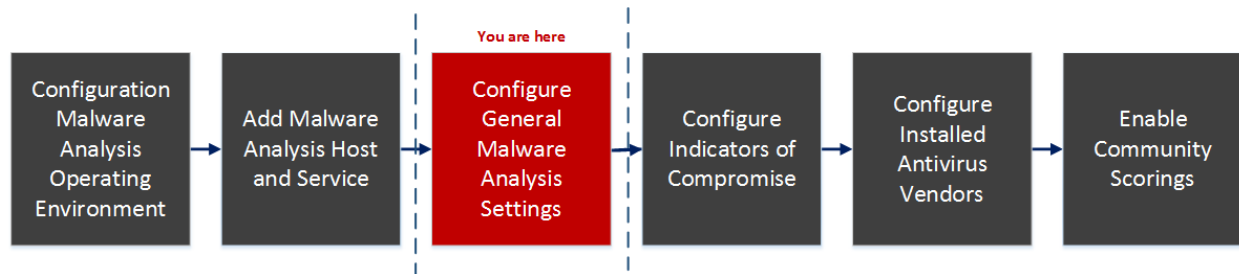 You are here
Configuration
Malware
Analysis
Operating
Environment
Add Malware
Analysis Host
and Service
Configure
General
Malware
Analysis
Settings
Configure
Indicators of
Compromise
Configure
Installed
Antivirus
Vendors
Enable
Community
Scorings